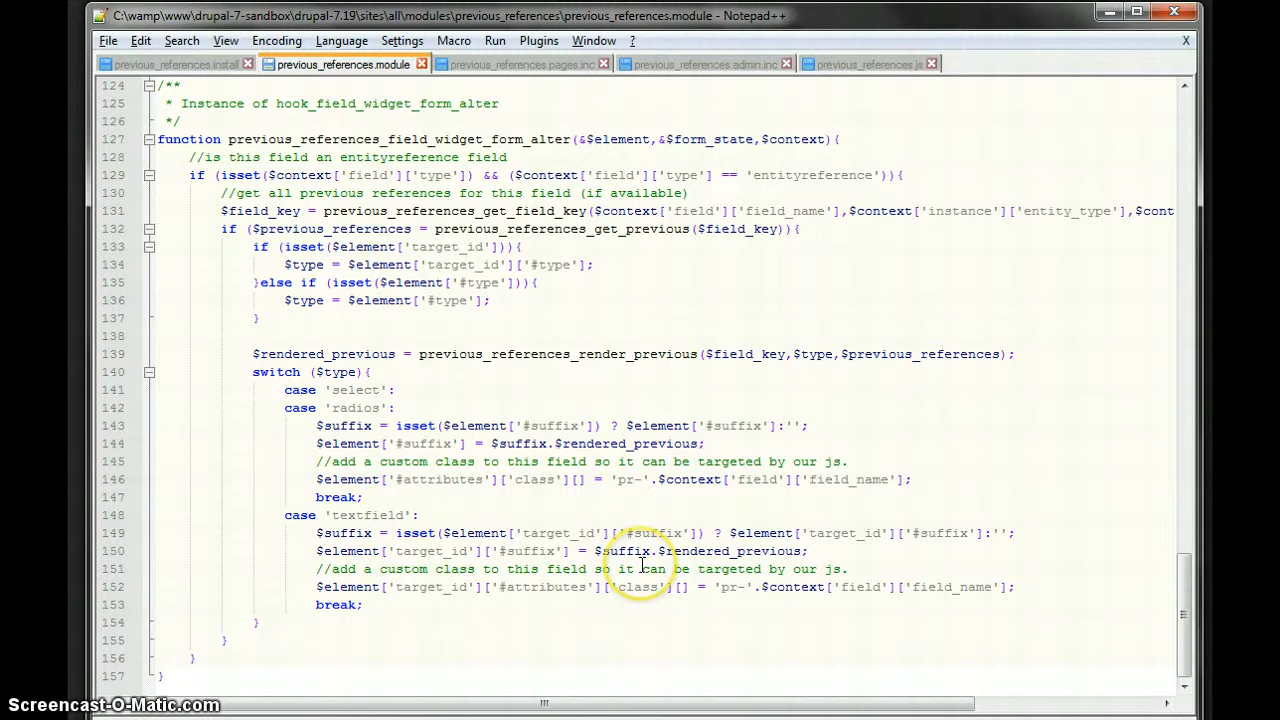 C:\wamp\www\drupal-7-sandbox\drupal-7.19\sites\all\modules\previous_references\previous_references.module - Notepad++
File Edit Search View Encoding Language Settings Macro Run Plugins Window ? X
previous_references.install previous_references.module previous_references.pages.inc previous_references.admin.inc previous_references.js
124 /**
125 * Instance of hook_field_widget_form_alter
126 */
127 function previous_references_field_widget_form_alter(&$element,&$form_state,$context){
128 //is this field an entityreference field
129 if (isset($context['field']['type']) && ($context['field']['type'] == 'entityreference')){
130 //get all previous references for this field (if available)
131 $field_key = previous_references_get_field_key($context['field']['field_name'],$context['instance']['entity_type'],$cont
132 if ($previous_references = previous_references_get_previous($field_key)){
133 if (isset($element['target_id'])){
134 $type = $element['target_id']['#type'];
135 }else if (isset($element['#type'])){
136 $type = $element['#type'];
137 }
138
139 $rendered_previous = previous_references_render_previous($field_key,$type,$previous_references);
140 switch ($type){
141 case 'select':
142 case 'radios':
143 $suffix = isset($element['#suffix']) ? $element['#suffix']:'';
144 $element['#suffix'] = $suffix.$rendered_previous;
145 //add a custom class to this field so it can be targeted by our js.
146 $element['#attributes']['class'][] = 'pr-'.$context['field']['field_name'];
147 break;
148 case 'textfield':
149 $suffix = isset($element['target_id']['#suffix']) ? $element['target_id']['#suffix']:'';
150 $element['target_id']['#suffix'] = $suffix.$rendered_previous;
151 //add a custom class to this field so it can be targeted by our js.
152 $element['target_id']['#attributes']['class'][] = 'pr-'.$context['field']['field_name'];
153 break;
154 }
155 }
156 }
157 }
Screencast-O-Matic.com